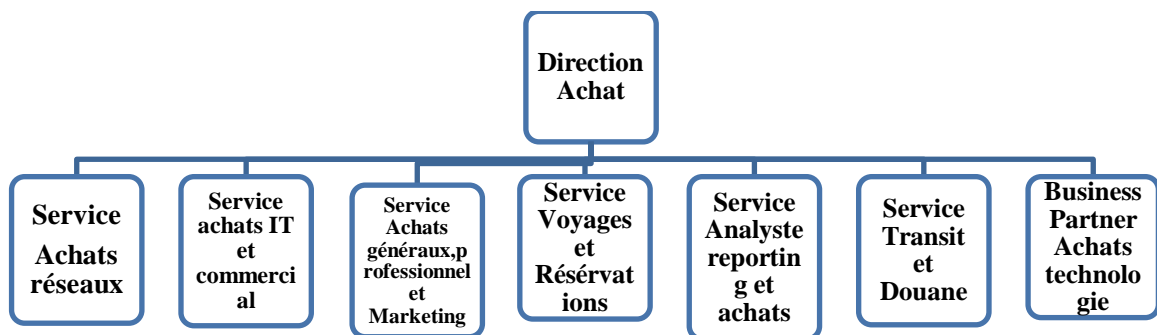 Direction
Achat
Service
Achats
réseaux
Service
achats IT
et
commerci
al
Service
Achats
généraux,p
rofessionnel
et
Marketing
Service
Voyages
et
Résérvat
ions
Service
Analyste
reportin
g et
achats
Service
Transit
et
Douane
Business
Partner
Achats
technolo
gie